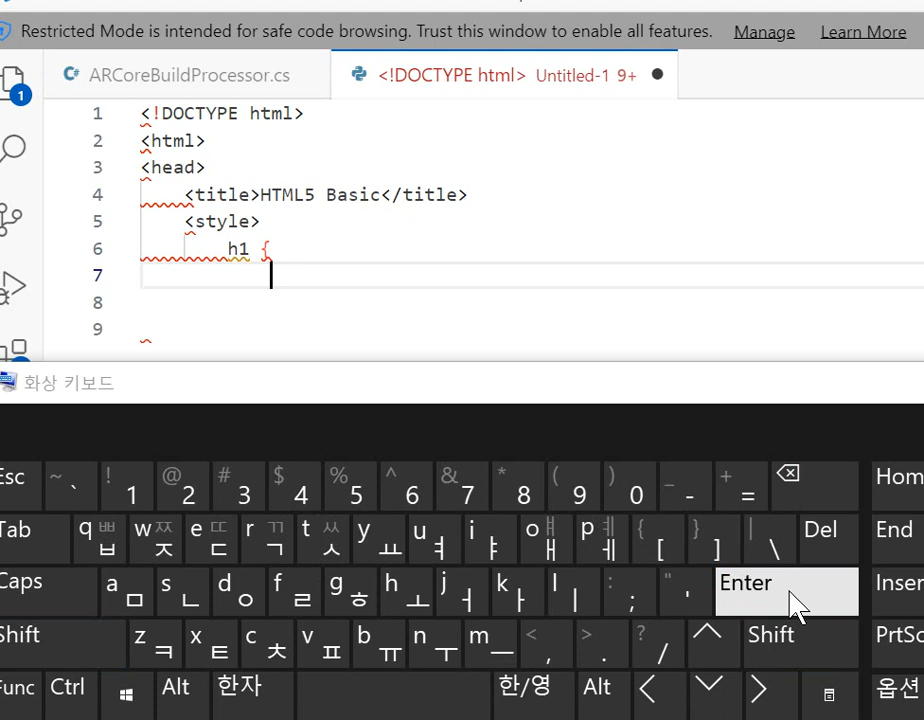 Restricted Mode is intended for safe code browsing. Trust this window to enable all features. Manage Learn More
1
ARCoreBuildProcessor.cs <!DOCTYPE html> Untitled-1 9+
1 <!DOCTYPE html>
2 <html>
3 <head>
4 <title>HTML5 Basic</title>
5 <style>
6 h1 {
7
8
9
화상 키보드
Esc ~ ` ! 1 @ 2 # 3 $ 4 % 5 ^ 6 & 7 * 8 ( 9 ) 0 _ - + = Hom
Tab q ㅃ ㅂ w ㅉ ㅈ e ㄸ ㄷ r ㄲ ㄱ t ㅆ ㅅ y ㅛ u ㅕ i ㅑ o ㅒ ㅐ p ㅖ ㅔ { [ } ] | \ Del End
Caps a ㅁ s ㄴ d ㅇ f ㄹ g ㅎ h ㅗ j ㅓ k ㅏ l ㅣ : ; " ' Enter Inser
Shift z ㅋ x ㅌ c ㅊ v ㅍ b ㅠ n ㅜ m ㅡ < , > . ? / Shift PrtSc
Func Ctrl Alt 한자 한/영 Alt 옵션